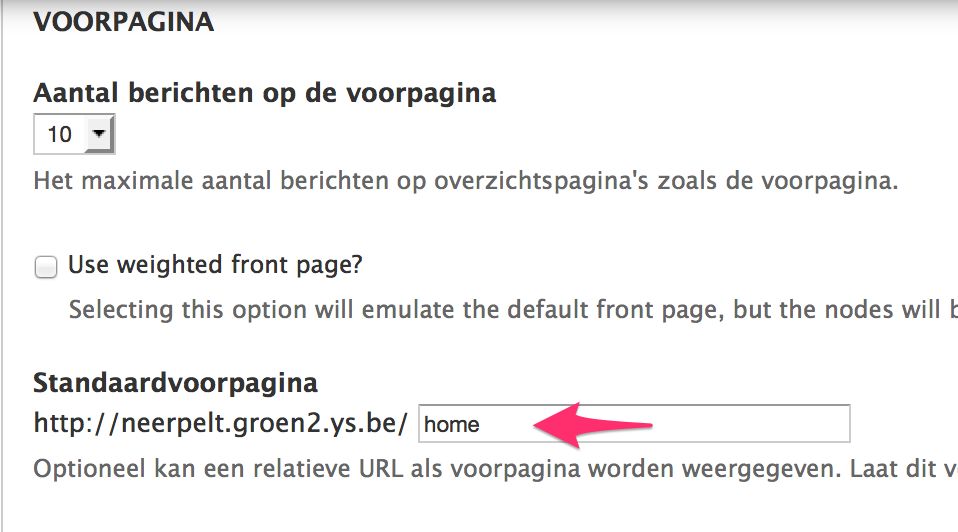 VOORPAGINA
Aantal berichten op de voorpagina
10
Het maximale aantal berichten op overzichtspagina's zoals de voorpagina.
Use weighted front page?
Selecting this option will emulate the default front page, but the nodes will
Standaardvoorpagina
http://neerpelt.groen2.ys.be/ home
Optioneel kan een relatieve URL als voorpagina worden weergegeven. Laat dit